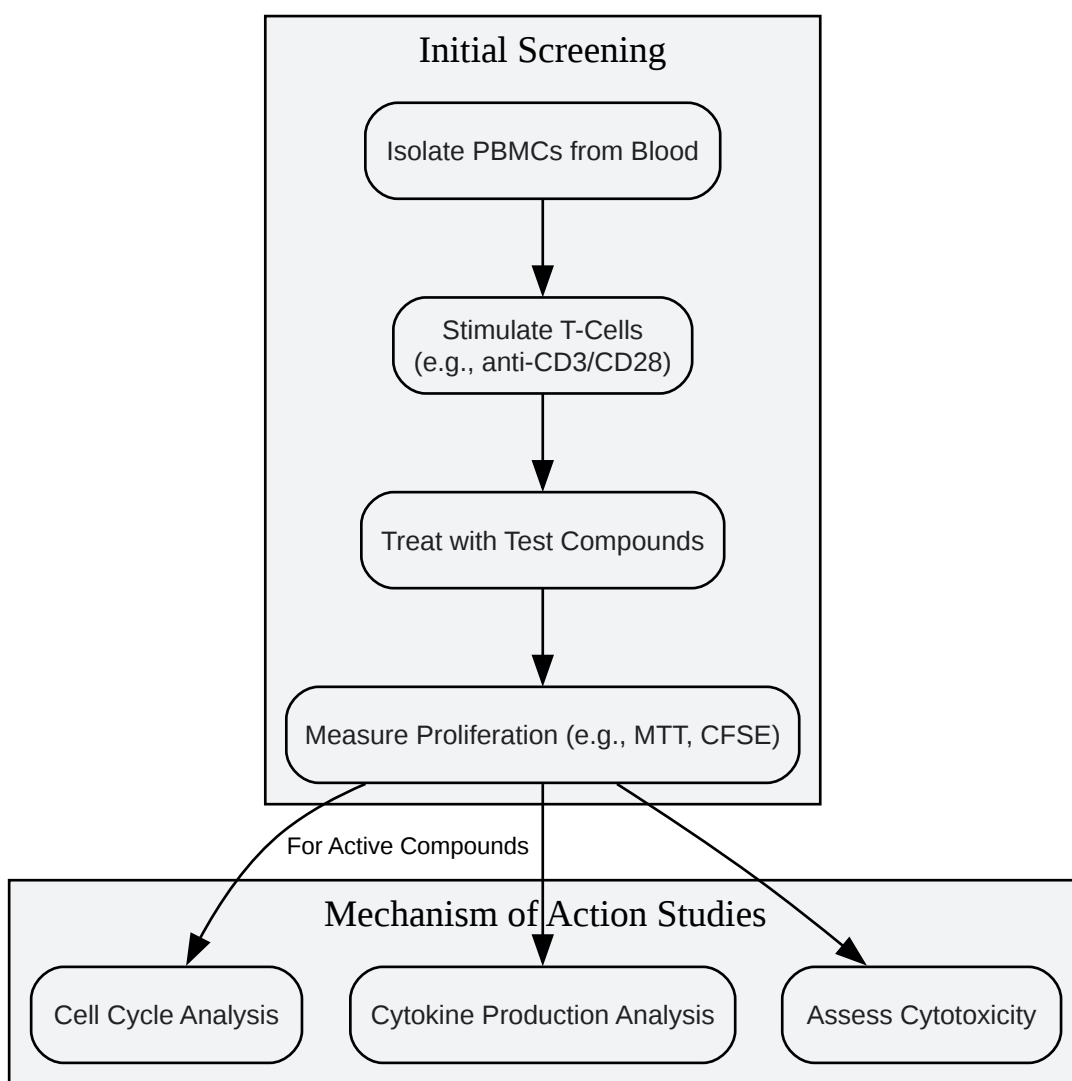 Initial Screening
Isolate PBMCs from Blood
Stimulate T-Cells
(e.g., anti-CD3/CD28)
Treat with Test Compounds
Measure Proliferation (e.g., MTT, CFSE)
For Active Compounds
Mechanism of Action Studies
Cell Cycle Analysis
Cytokine Production Analysis
Assess Cytotoxicity